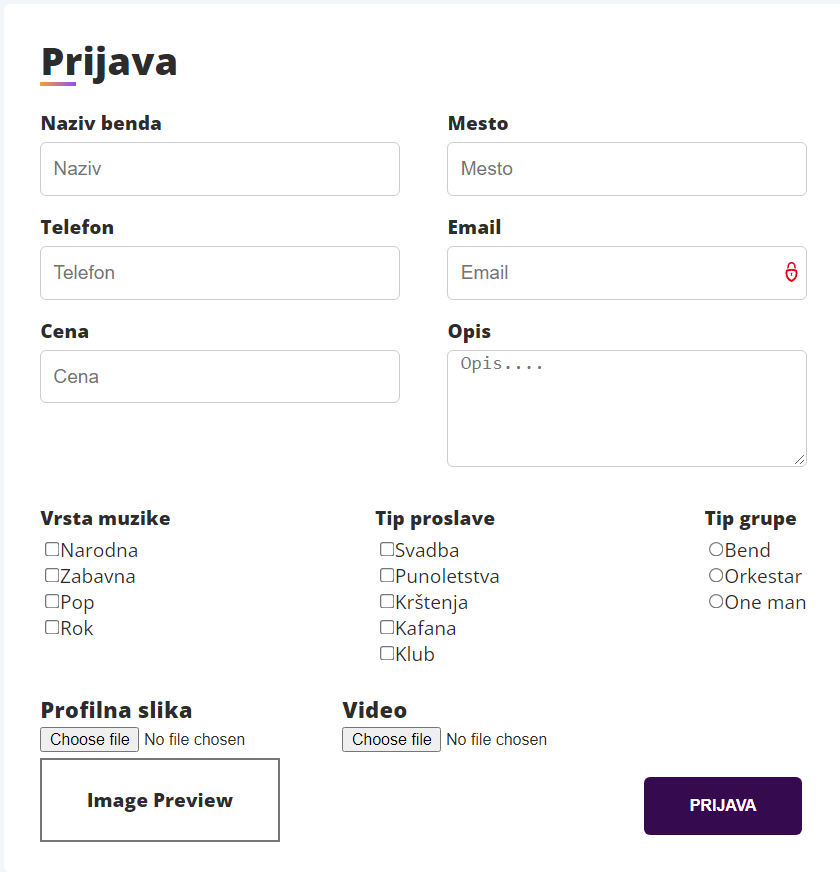 Prijava
Naziv benda Mesto
Naziv Mesto
Telefon Email
Telefon Email
Cena Opis
Cena Opis....
Vrsta muzike Tip proslave Tip grupe
Narodna Svadba Bend
Zabavna Punoletstva Orkestar
Pop Krštenja One man
Rok Kafana
Klub
Profilna slika Video
Choose file No file chosen Choose file No file chosen
Image Preview PRIJAVA